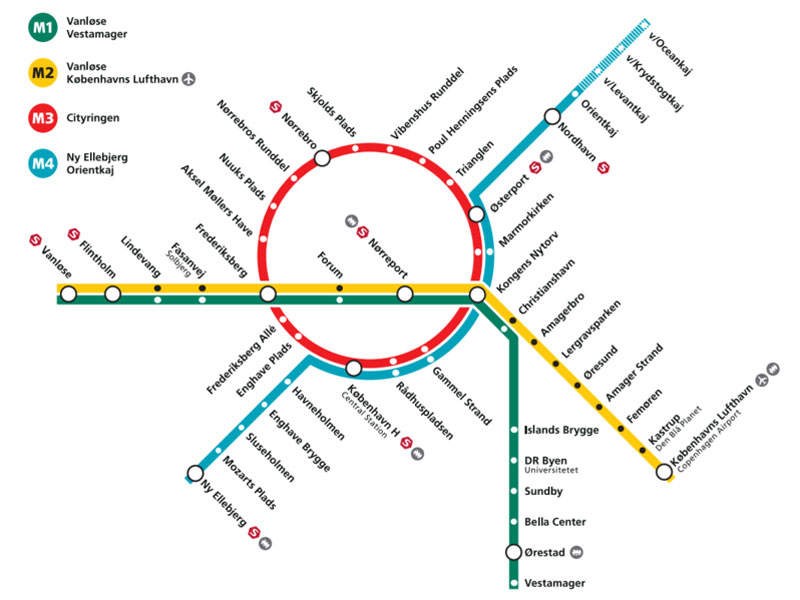 M1
Vanløse
Vestamager
M2
Vanløse
Københavns Lufthavn
M3
Cityringen
M4
Ny Ellebjerg
Orientkaj
v/Oceankaj
v/Krydstogtkaj
v/Levantkaj
Orientkaj
Nordhavn S
Østerport S
Trianglen
Poul Henningsens Plads
Vibenshus Runddel
Skjolds Plads
S Nørrebro
Nørrebros Runddel
Nuuks Plads
Aksel Møllers Have
Frederiksberg
Fasanvej
Solbjerg
Lindevang
S Flintholm
S Vanløse
Forum
S Nørreport
Marmorkirken
Kongens Nytorv
Christianshavn
Amagerbro
Lergravsparken
Øresund
Amager Strand
Femøren
Kastrup
Den Blå Planet
Københavns Lufthavn
Copenhagen Airport
Frederiksberg Allé
Enghave Plads
København H S
Central Station
Rådhuspladsen
Gammel Strand
Havneholmen
Enghave Brygge
Sluseholmen
Mozarts Plads
Ny Ellebjerg S
Islands Brygge
DR Byen
Universitetet
Sundby
Bella Center
Ørestad
Vestamager